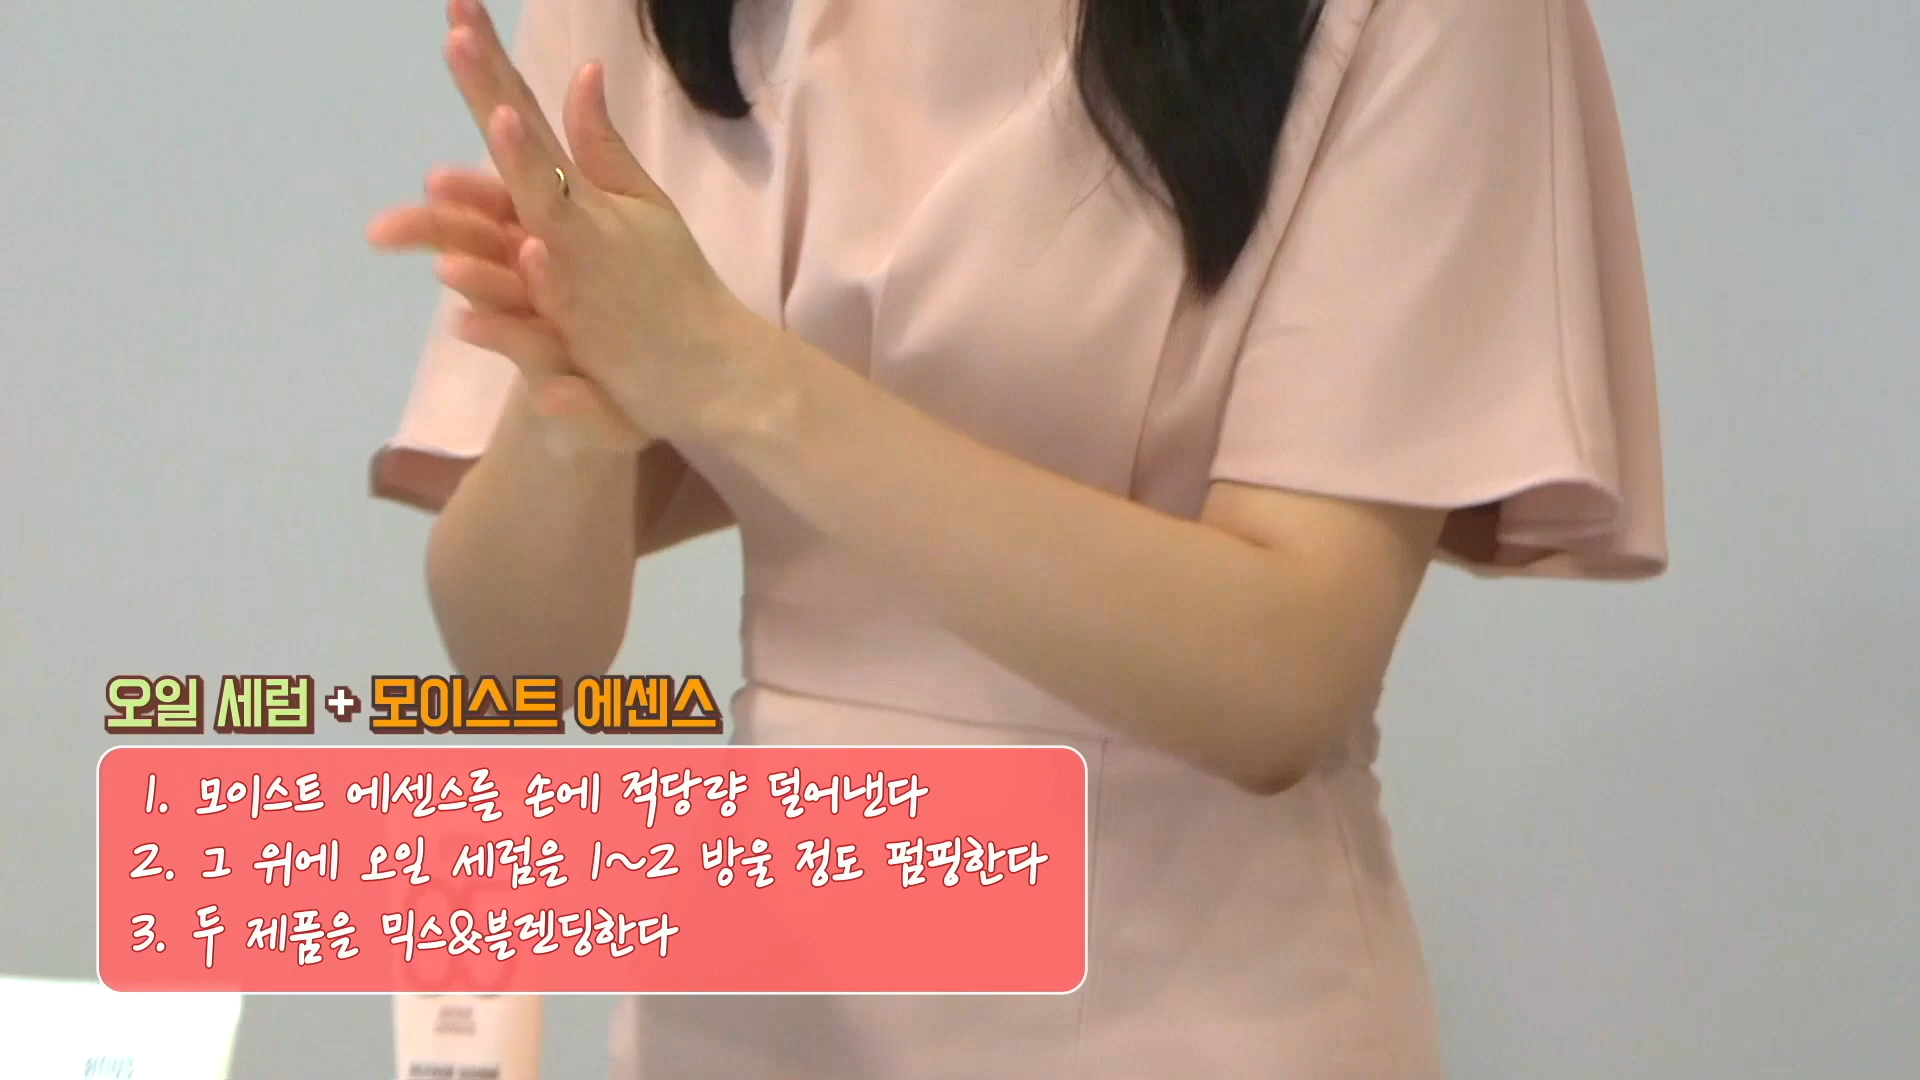 오일 세럼 + 모이스트 에센스
1. 모이스트 에센스를 손에 적당량 덜어낸다
2. 그 위에 오일 세럼을 1~2 방울 정도 펌핑한다
3. 두 제품을 믹스&블렌딩한다